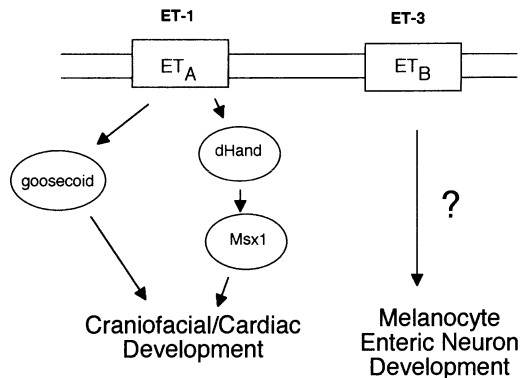 ET-1
ET-3
ETA
ETB
goosecoid
dHand
Msx1
?
Craniofacial/Cardiac
Development
Melanocyte
Enteric Neuron
Development